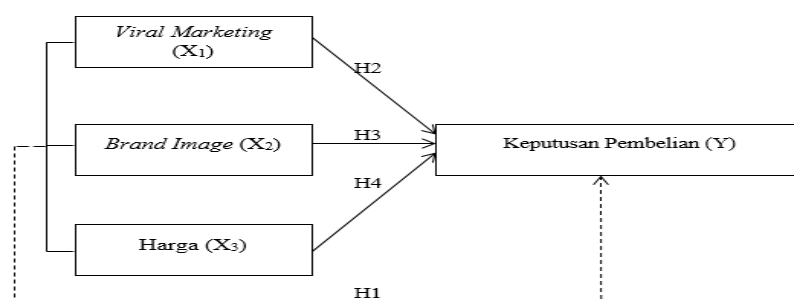 Viral Marketing
(X1)
H2
Brand Image (X2)
H3
Keputusan Pembelian (Y)
H4
Harga (X3)
H1